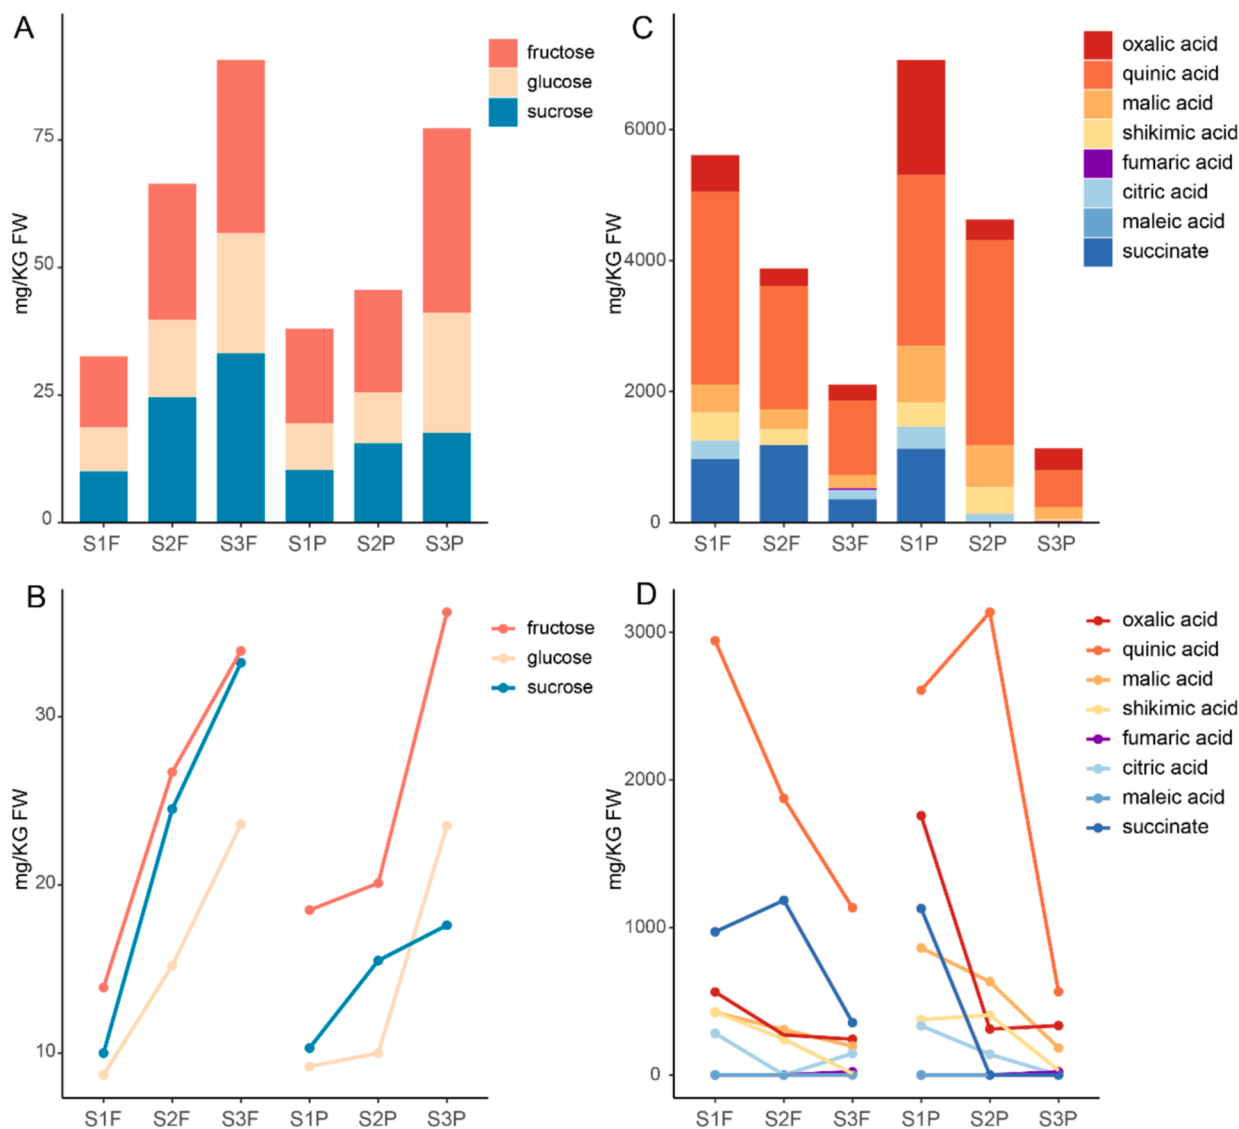 A
mg/KG FW
75
50
25
0
S1F S2F S3F S1P S2P S3P
fructose
glucose
sucrose
C
mg/KG FW
6000
4000
2000
0
S1F S2F S3F S1P S2P S3P
oxalic acid
quinic acid
malic acid
shikimic acid
fumaric acid
citric acid
maleic acid
succinate
B
mg/KG FW
30
20
10
S1F S2F S3F S1P S2P S3P
fructose
glucose
sucrose
D
mg/KG FW
3000
2000
1000
0
S1F S2F S3F S1P S2P S3P
oxalic acid
quinic acid
malic acid
shikimic acid
fumaric acid
citric acid
maleic acid
succinate